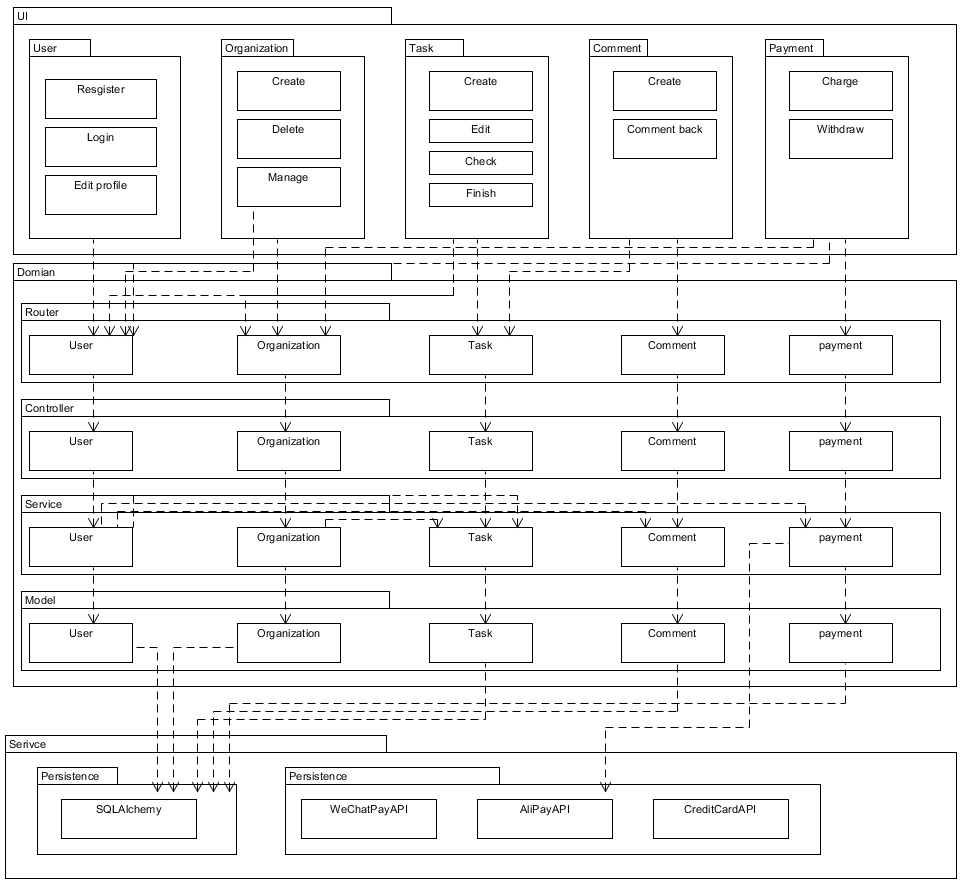 UI
User
Organization
Task
Comment
Payment
Resgister
Create
Create
Create
Charge
Login
Delete
Edit
Comment back
Withdraw
Check
Edit profile
Manage
Finish
Domian
Router
User
Organization
Task
Comment
payment
Controller
User
Organization
Task
Comment
payment
Service
User
Organization
Task
Comment
payment
Model
User
Organization
Task
Comment
payment
Serivce
Persistence
Persistence
SQLAlchemy
WeChatPayAPI
AliPayAPI
CreditCardAPI